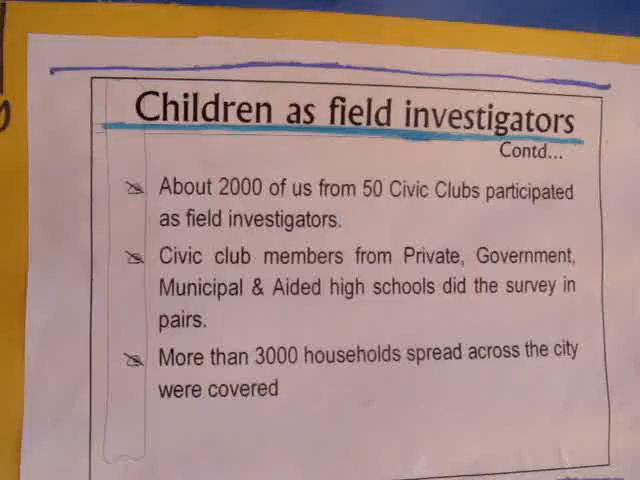 Children as field investigators
Contd...
About 2000 of us from 50 Civic Clubs participated
as field investigators.
Civic club members from Private, Government,
Municipal & Aided high schools did the survey in
pairs.
More than 3000 households spread across the city
were covered